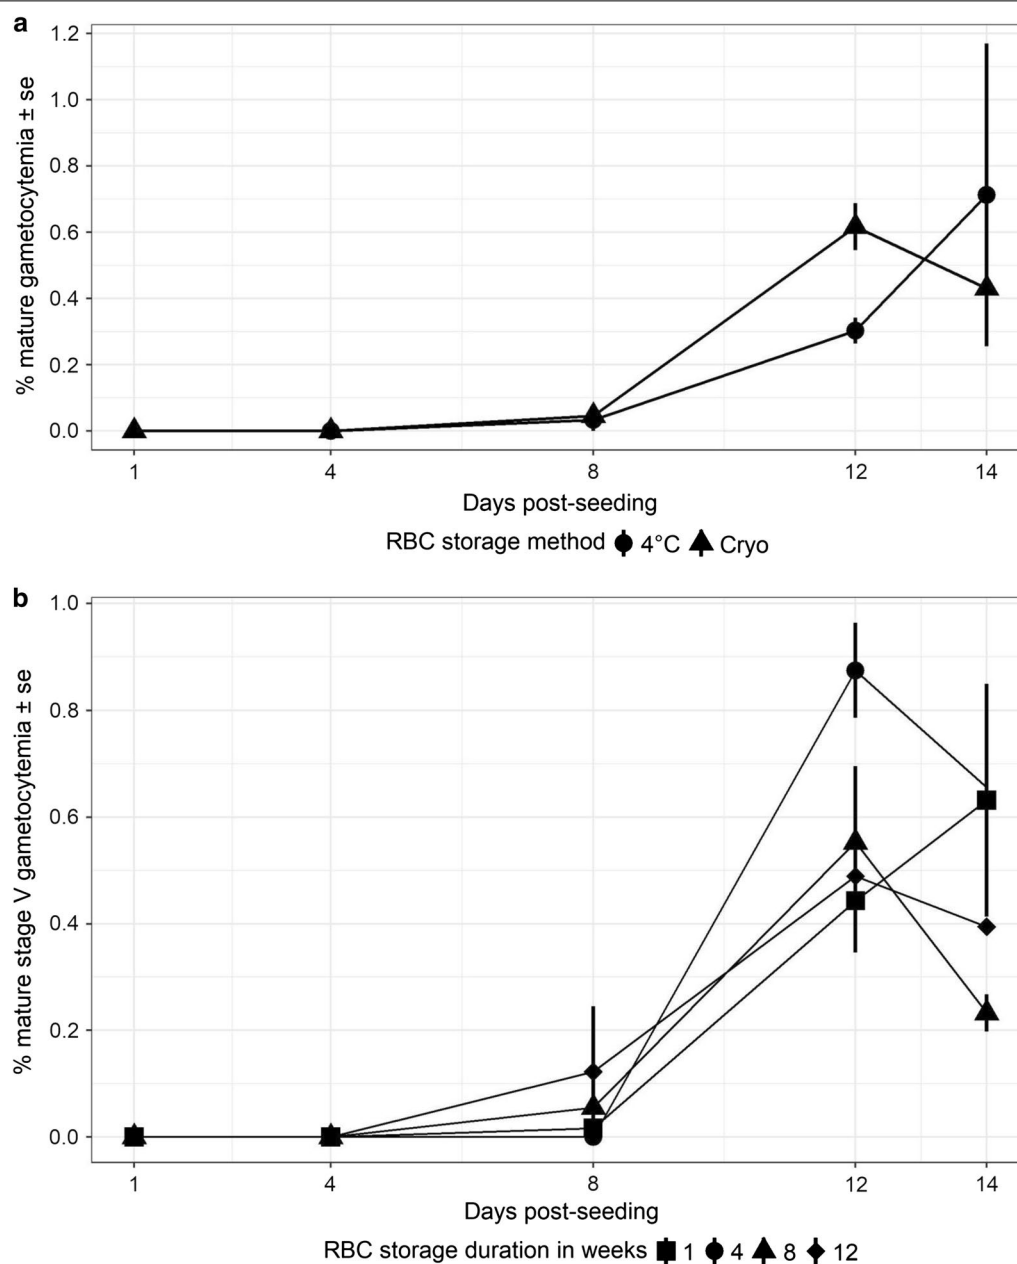 a
% mature gametocytemia ± se
1.2
1.0
0.8
0.6
0.4
0.2
0.0
1 4 8 12 14
Days post-seeding
RBC storage method 4°C Cryo
b
% mature stage V gametocytemia ± se
1.0
0.8
0.6
0.4
0.2
0.0
1 4 8 12 14
Days post-seeding
RBC storage duration in weeks 1 4 8 12